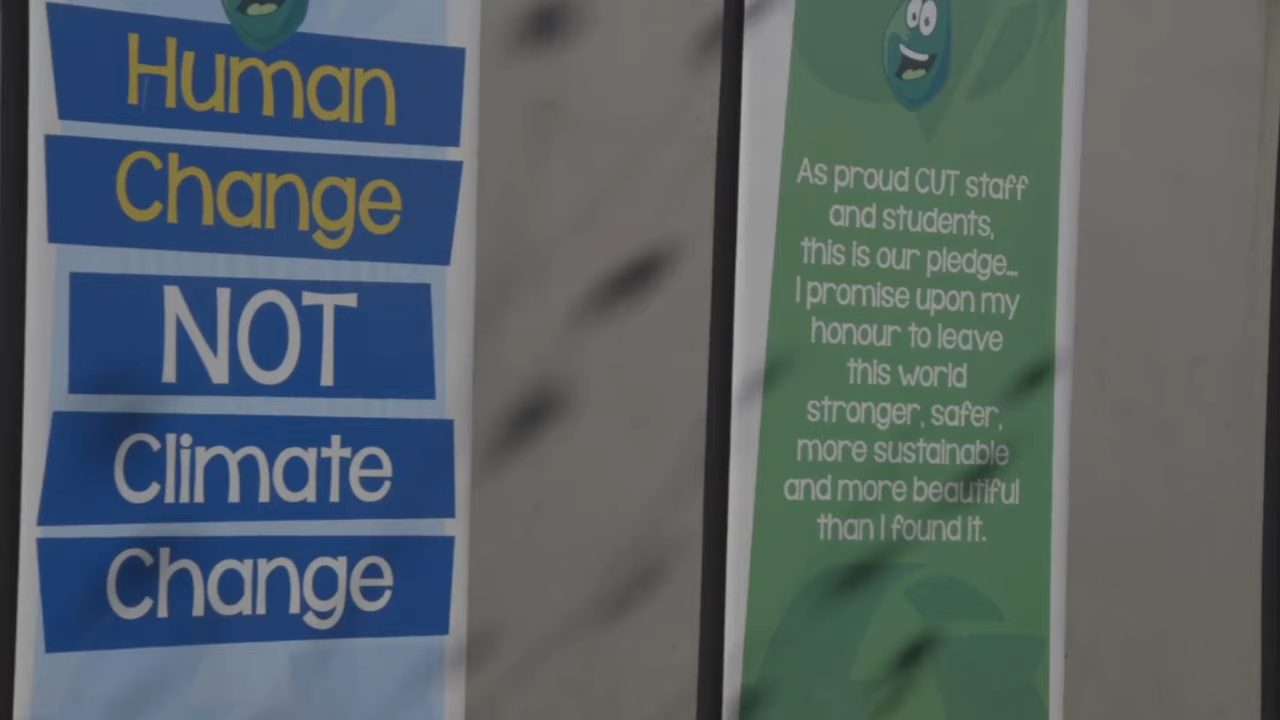 Human
Change
NOT
Climate
Change
As proud CUT staff
and students,
this is our pledge...
I promise upon my
honour to leave
this world
stronger, safer,
more sustainable
and more beautiful
than I found it.